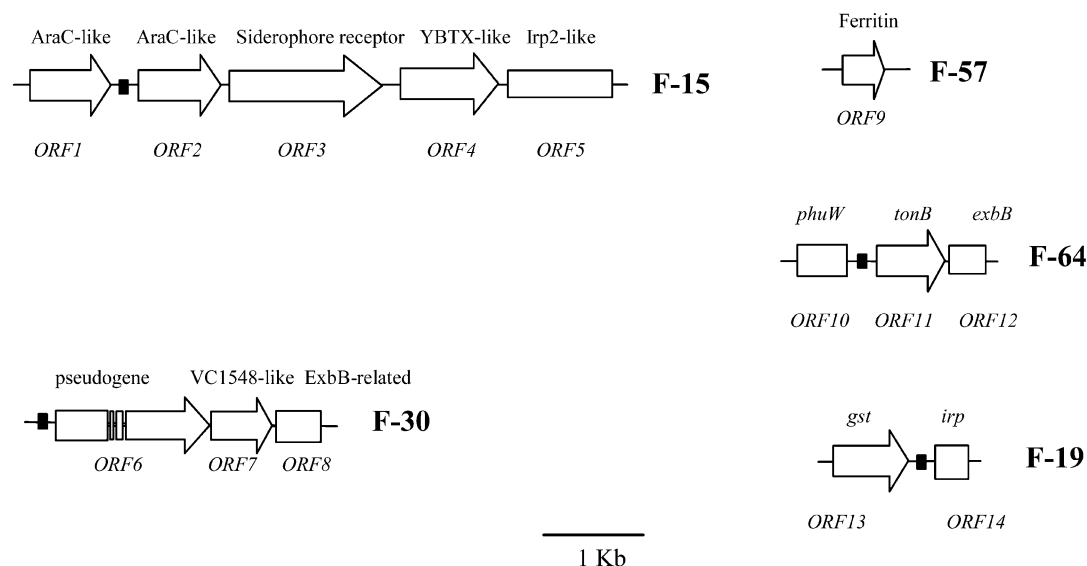 AraC-like AraC-like Siderophore receptor YBTX-like Irp2-like
F-15
ORF1 ORF2 ORF3 ORF4 ORF5
Ferritin
F-57
ORF9
phuW tonB exbB
F-64
ORF10 ORF11 ORF12
pseudogene VC1548-like ExbB-related
F-30
ORF6 ORF7 ORF8
gst irp
F-19
ORF13 ORF14
1 Kb